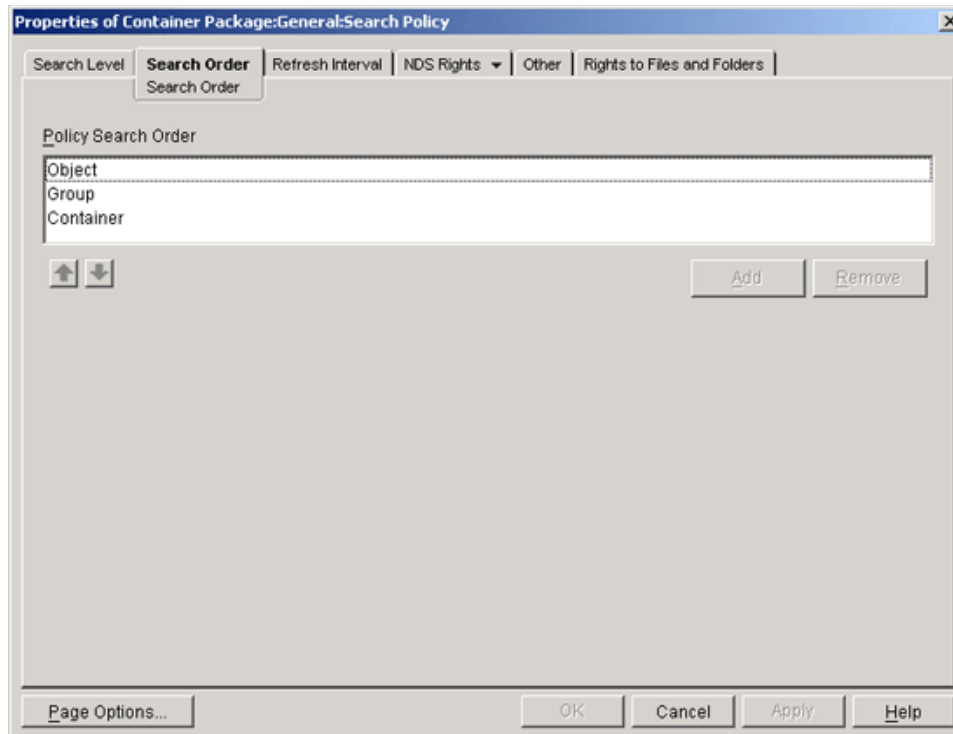 Properties of Container Package:General:Search Policy
Search Level Search Order Refresh Interval NDS Rights Other Rights to Files and Folders
Search Order
Policy Search Order
Object
Group
Container
Add Remove
Page Options... OK Cancel Apply Help